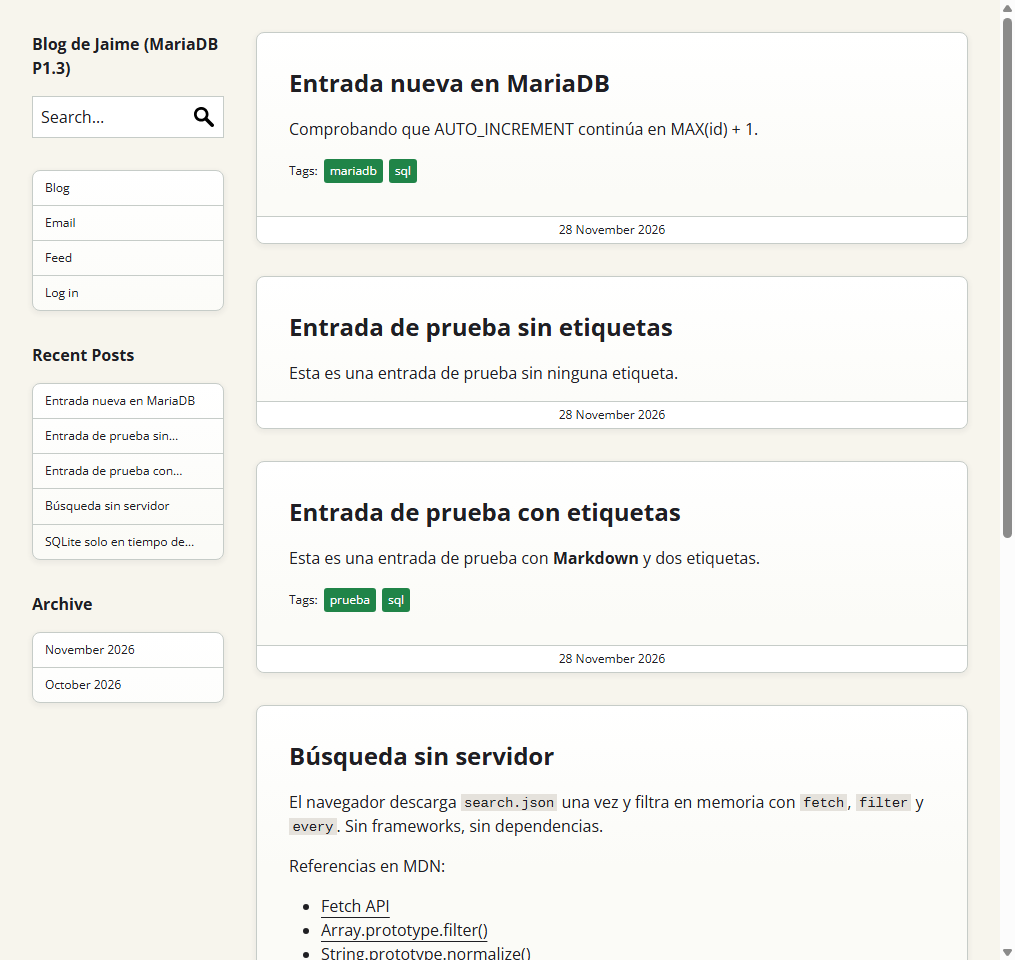 Blog de Jaime (MariaDB
P1.3)
Search...
Blog
Email
Feed
Log in
Recent Posts
Entrada nueva en MariaDB
Entrada de prueba sin...
Entrada de prueba con...
Búsqueda sin servidor
SQLite solo en tiempo de...
Archive
November 2026
October 2026
Entrada nueva en MariaDB
Comprobando que AUTO_INCREMENT continúa en MAX(id) + 1.
Tags: mariadb sql
28 November 2026
Entrada de prueba sin etiquetas
Esta es una entrada de prueba sin ninguna etiqueta.
28 November 2026
Entrada de prueba con etiquetas
Esta es una entrada de prueba con Markdown y dos etiquetas.
Tags: prueba sql
28 November 2026
Búsqueda sin servidor
El navegador descarga search.json una vez y filtra en memoria con fetch, filter y
every. Sin frameworks, sin dependencias.
Referencias en MDN:
Fetch API
Array.prototype.filter()
String.prototype.normalize()